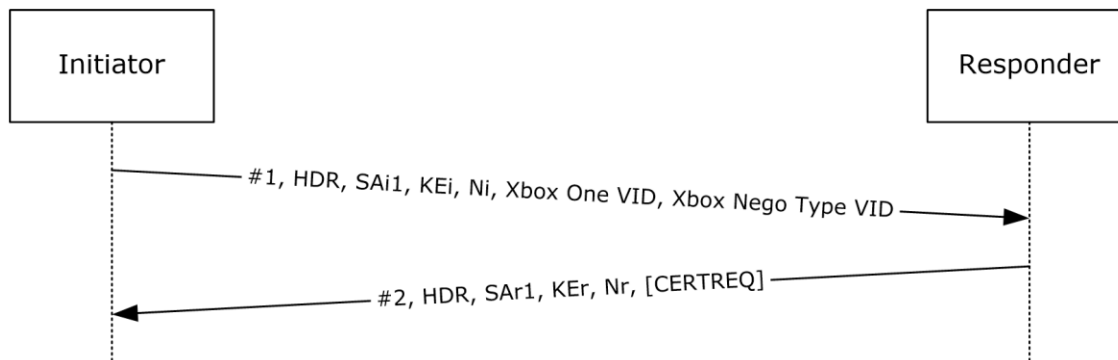 Initiator
Responder
#1, HDR, SAi1, KEi, Ni, Xbox One VID, Xbox Nego Type VID
#2, HDR, SAr1, KEr, Nr, [CERTREQ]